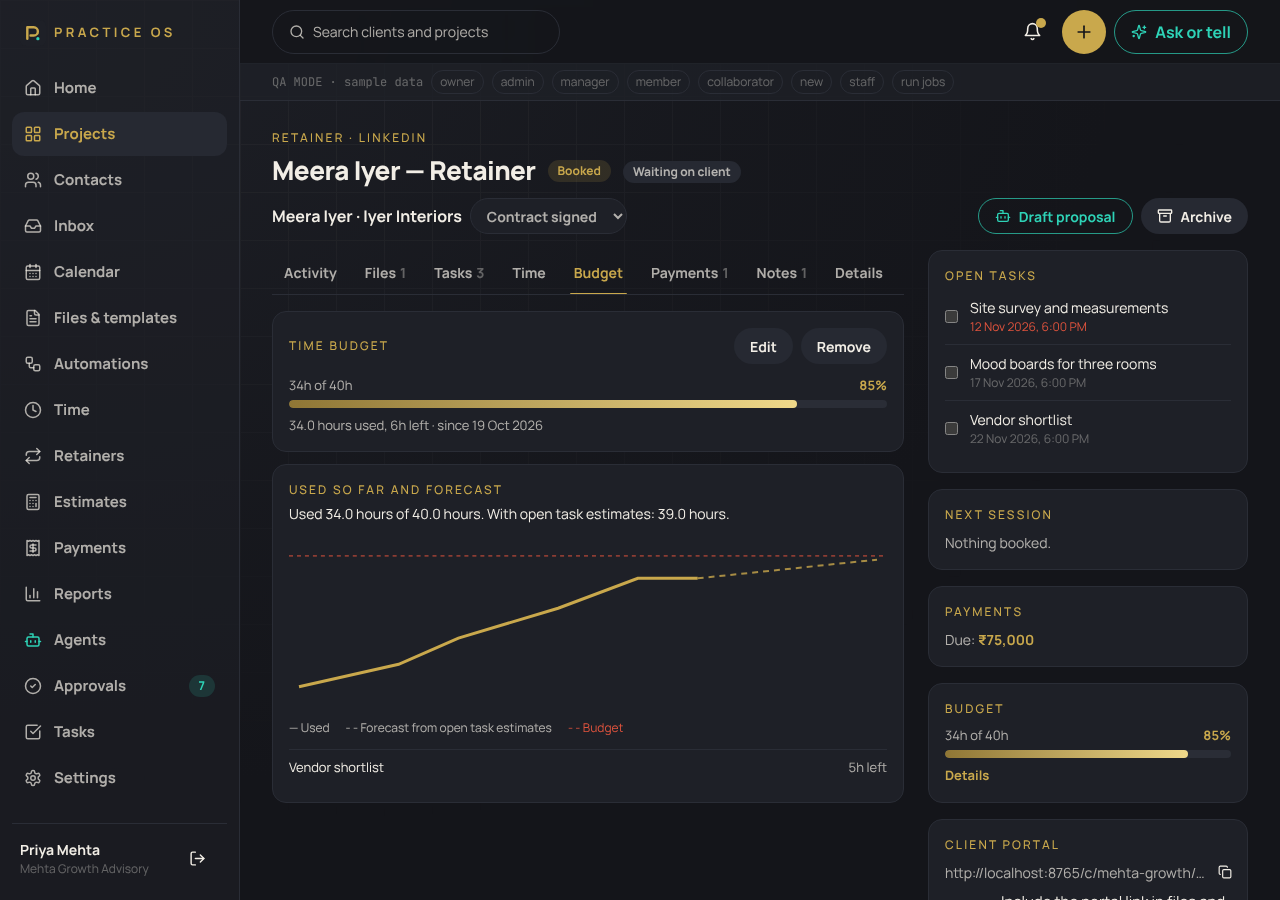 PRACTICE OS
Home
Projects
Contacts
Inbox
Calendar
Files & templates
Automations
Time
Retainers
Estimates
Payments
Reports
Agents
Approvals 7
Tasks
Settings
Priya Mehta
Mehta Growth Advisory
Search clients and projects
Ask or tell
QA MODE · sample data owner admin manager member collaborator new staff run jobs
RETAINER · LINKEDIN
Meera Iyer — Retainer Booked Waiting on client
Meera Iyer · Iyer Interiors Contract signed
Draft proposal Archive
Activity Files 1 Tasks 3 Time Budget Payments 1 Notes 1 Details
TIME BUDGET Edit Remove
34h of 40h 85%
34.0 hours used, 6h left · since 19 Oct 2026
USED SO FAR AND FORECAST
Used 34.0 hours of 40.0 hours. With open task estimates: 39.0 hours.
— Used - - Forecast from open task estimates - - Budget
Vendor shortlist 5h left
OPEN TASKS
Site survey and measurements
12 Nov 2026, 6:00 PM
Mood boards for three rooms
17 Nov 2026, 6:00 PM
Vendor shortlist
22 Nov 2026, 6:00 PM
NEXT SESSION
Nothing booked.
PAYMENTS
Due: ₹75,000
BUDGET
34h of 40h 85%
Details
CLIENT PORTAL
http://localhost:8765/c/mehta-growth/...
Include the portal link in files and